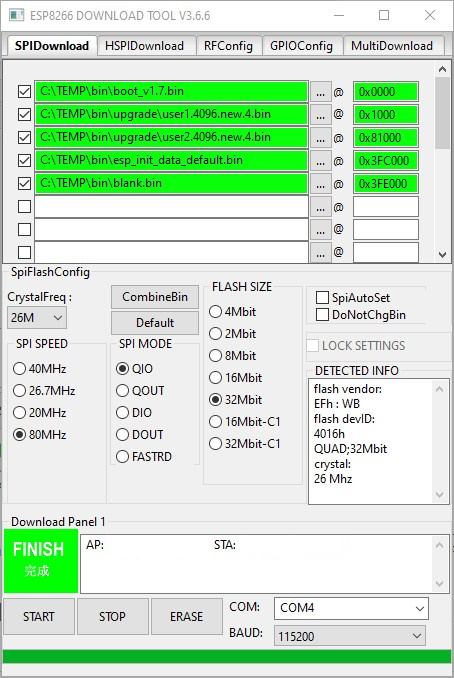 ESP8266 DOWNLOAD TOOL V3.6.6
SPIDownload HSPIDownload RFConfig GPIOConfig MultiDownload
C:\TEMP\bin\boot_v1.7.bin ... @ 0x0000
C:\TEMP\bin\upgrade\user1.4096.new.4.bin ... @ 0x1000
C:\TEMP\bin\upgrade\user2.4096.new.4.bin ... @ 0x81000
C:\TEMP\bin\esp_init_data_default.bin ... @ 0x3FC000
C:\TEMP\bin\blank.bin ... @ 0x3FE000
... @
... @
... @
SpiFlashConfig
CrystalFreq :
26M
CombineBin
Default
SPI SPEED
40MHz
26.7MHz
20MHz
80MHz
SPI MODE
QIO
QOUT
DIO
DOUT
FASTRD
FLASH SIZE
4Mbit
2Mbit
8Mbit
16Mbit
32Mbit
16Mbit-C1
32Mbit-C1
SpiAutoSet
DoNotChgBin
LOCK SETTINGS
DETECTED INFO
flash vendor:
EFh : WB
flash devID:
4016h
QUAD;32Mbit
crystal:
26 Mhz
Download Panel 1
FINISH
完成
AP: STA:
START STOP ERASE
COM: COM4
BAUD: 115200